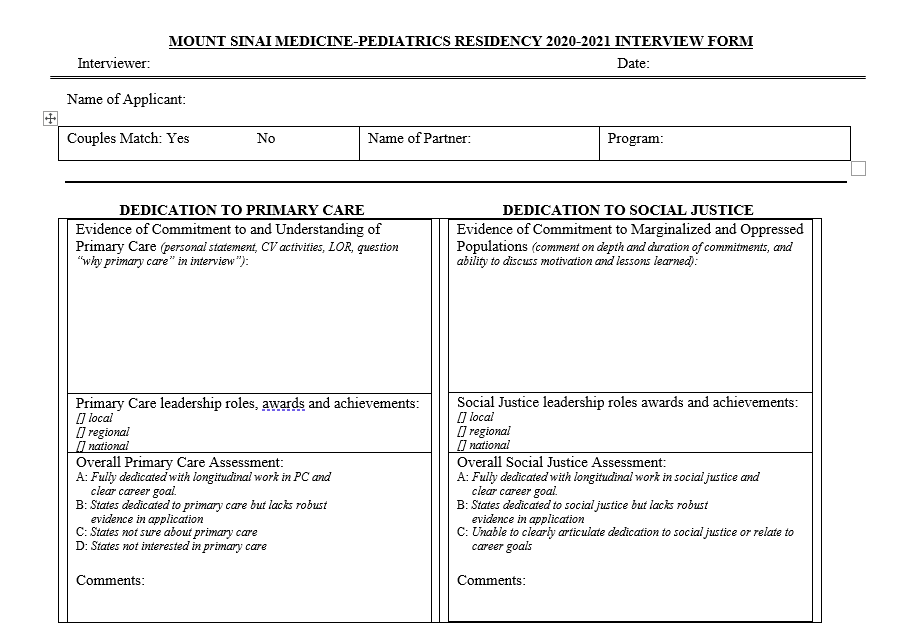 MOUNT SINAI MEDICINE-PEDIATRICS RESIDENCY 2020-2021 INTERVIEW FORM
Interviewer: Date:
Name of Applicant:
Couples Match: Yes No Name of Partner: Program:
DEDICATION TO PRIMARY CARE
Evidence of Commitment to and Understanding of
Primary Care (personal statement, CV activities, LOR, question
“why primary care” in interview”):
Primary Care leadership roles, awards and achievements:
[] local
[] regional
[] national
Overall Primary Care Assessment:
A: Fully dedicated with longitudinal work in PC and
clear career goal.
B: States dedicated to primary care but lacks robust
evidence in application
C: States not sure about primary care
D: States not interested in primary care
Comments:
DEDICATION TO SOCIAL JUSTICE
Evidence of Commitment to Marginalized and Oppressed
Populations (comment on depth and duration of commitments, and
ability to discuss motivation and lessons learned):
Social Justice leadership roles awards and achievements:
[] local
[] regional
[] national
Overall Social Justice Assessment:
A: Fully dedicated with longitudinal work in social justice and
clear career goal.
B: States dedicated to social justice but lacks robust
evidence in application
C: Unable to clearly articulate dedication to social justice or relate to
career goals
Comments: